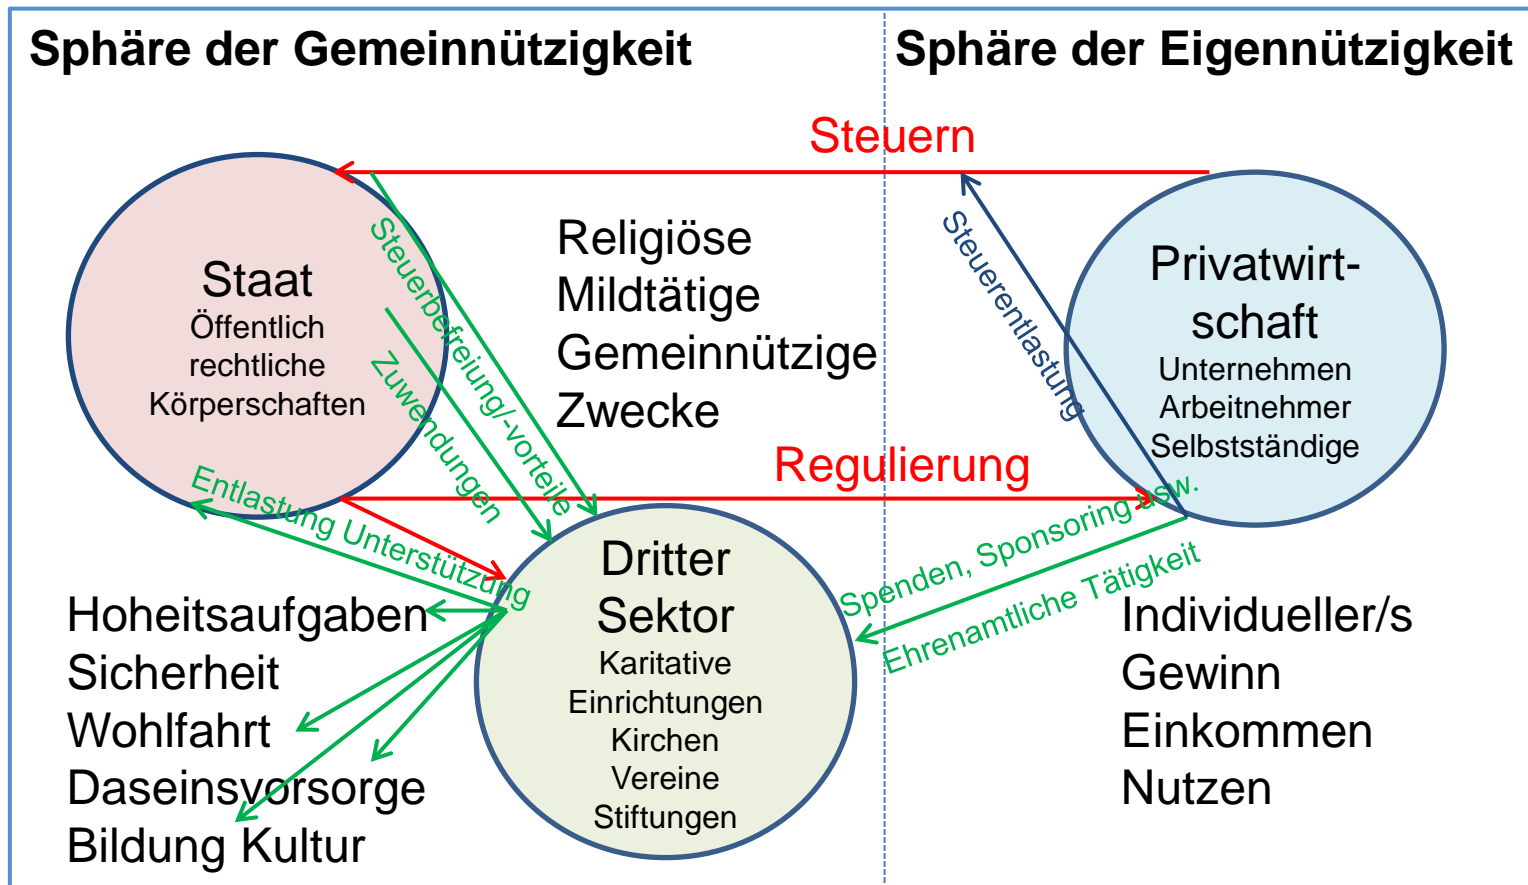 Sphäre der Gemeinnützigkeit
Sphäre der Eigennützigkeit
Steuern
Staat
Öffentlich
rechtliche
Körperschaften
Steuerbefreiung/-vorteile
Zuwendungen
Religiöse
Mildtätige
Gemeinnützige
Zwecke
Steuerentlastung
Privatwirt-
schaft
Unternehmen
Arbeitnehmer
Selbstständige
Regulierung
Entlastung Unterstützung
Spenden, Sponsoring usw.
Ehrenamtliche Tätigkeit
Dritter
Sektor
Karitative
Einrichtungen
Kirchen
Vereine
Stiftungen
Hoheitsaufgaben
Sicherheit
Wohlfahrt
Daseinsvorsorge
Bildung Kultur
Individueller/s
Gewinn
Einkommen
Nutzen